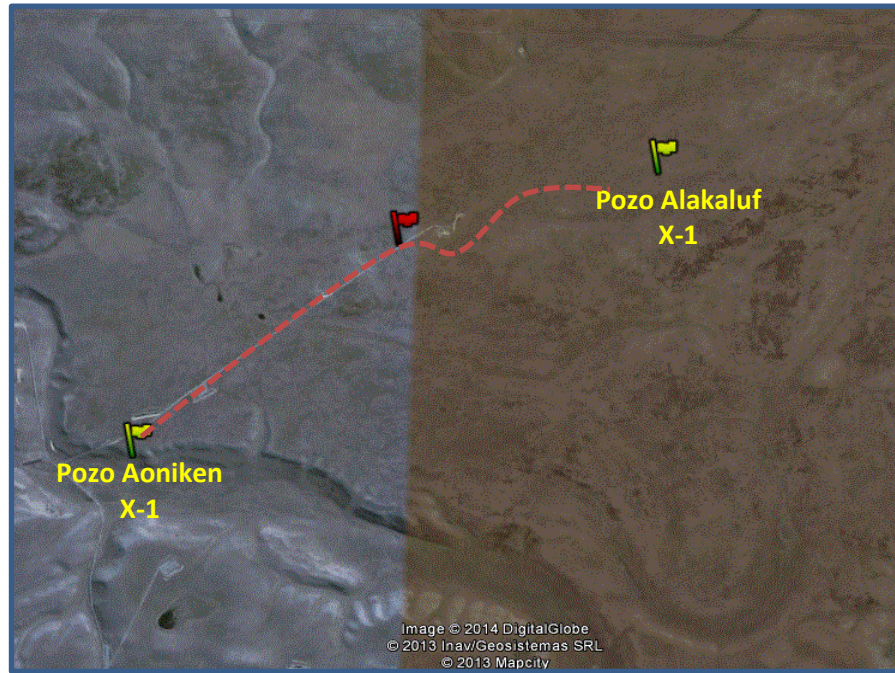 Pozo Alakaluf
X-1
Pozo Aoniken
X-1
Image © 2014 DigitalGlobe
© 2013 Inav/Geosistemas SRL
© 2013 Mapcity